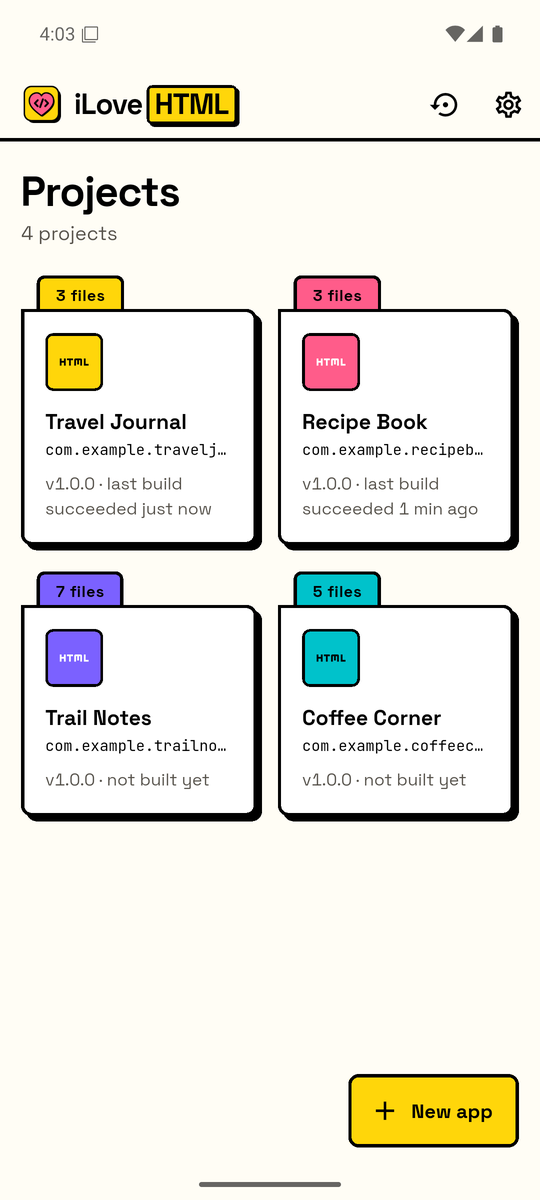 4:03
iLove HTML
Projects
4 projects
3 files
HTML
Travel Journal
com.example.travelj…
v1.0.0 · last build
succeeded just now
3 files
HTML
Recipe Book
com.example.recipeb…
v1.0.0 · last build
succeeded 1 min ago
7 files
HTML
Trail Notes
com.example.trailno…
v1.0.0 · not built yet
5 files
HTML
Coffee Corner
com.example.coffeec…
v1.0.0 · not built yet
+ New app